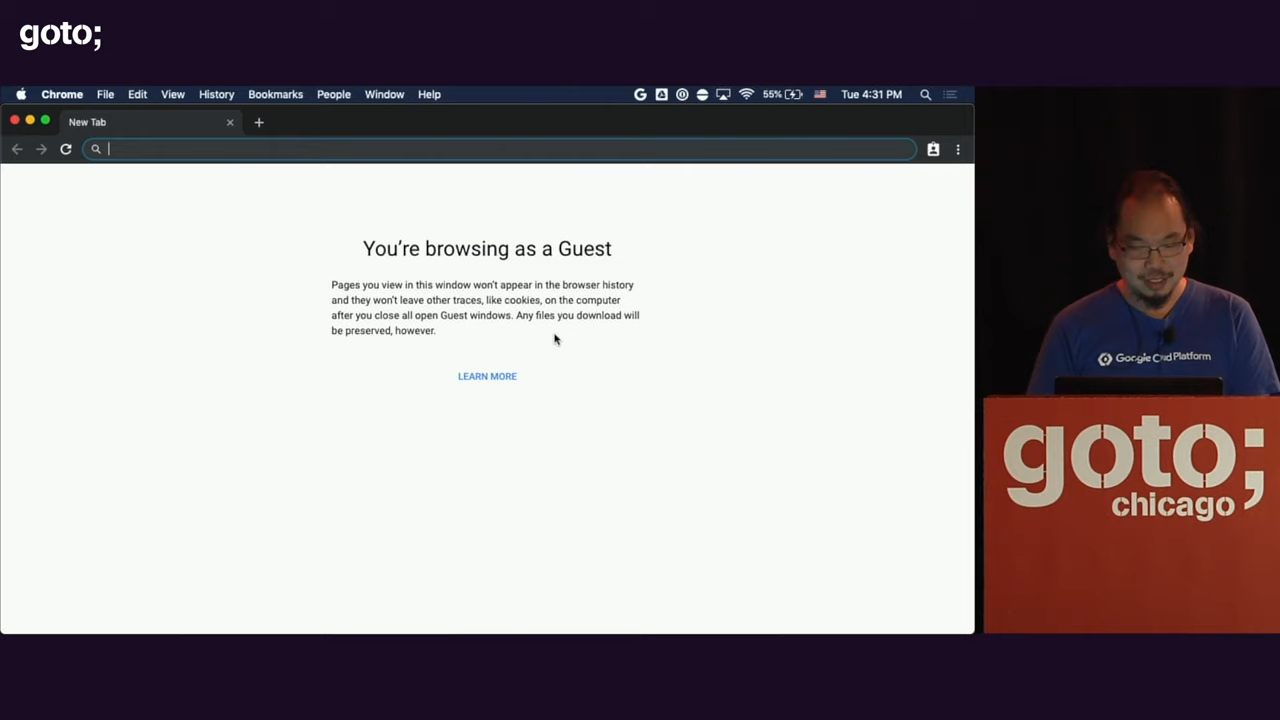 goto;
Chrome File Edit View History Bookmarks People Window Help 55% Tue 4:31 PM
New Tab
You're browsing as a Guest
Pages you view in this window won't appear in the browser history
and they won't leave other traces, like cookies, on the computer
after you close all open Guest windows. Any files you download will
be preserved, however.
LEARN MORE
Google Cloud Platform
goto;
chicago